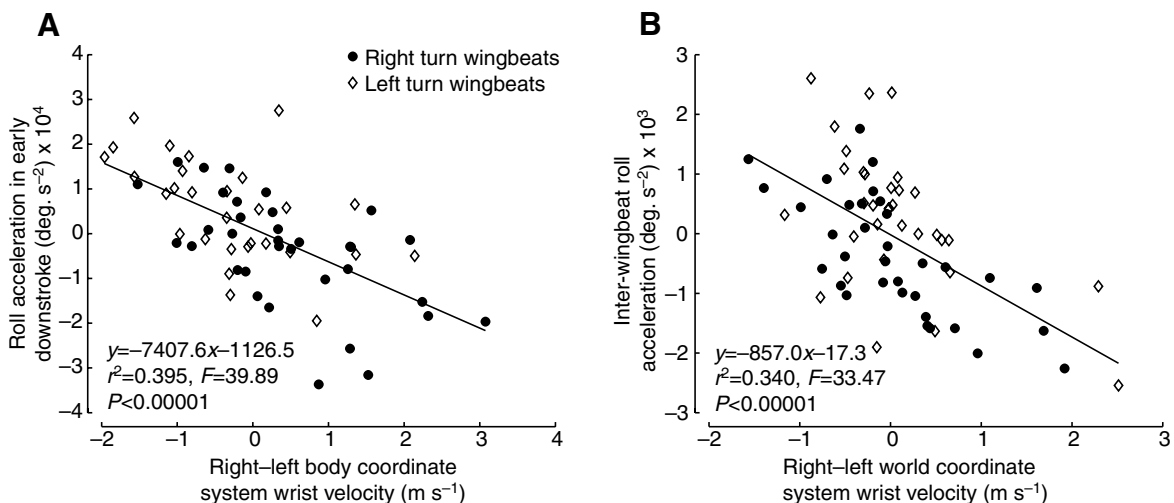 A
Roll acceleration in early
downstroke (deg. s⁻²) x 10⁴
4
3
2
1
0
–1
–2
–3
–4
Right turn wingbeats
Left turn wingbeats
y=–7407.6x–1126.5
r²=0.395, F=39.89
P<0.00001
–2
–1
0
1
2
3
4
Right–left body coordinate
system wrist velocity (m s⁻¹)
B
Inter-wingbeat roll
acceleration (deg. s⁻²) x 10³
3
2
1
0
–1
–2
–3
y=–857.0x–17.3
r²=0.340, F=33.47
P<0.00001
–2
–1
0
1
2
3
Right–left world coordinate
system wrist velocity (m s⁻¹)